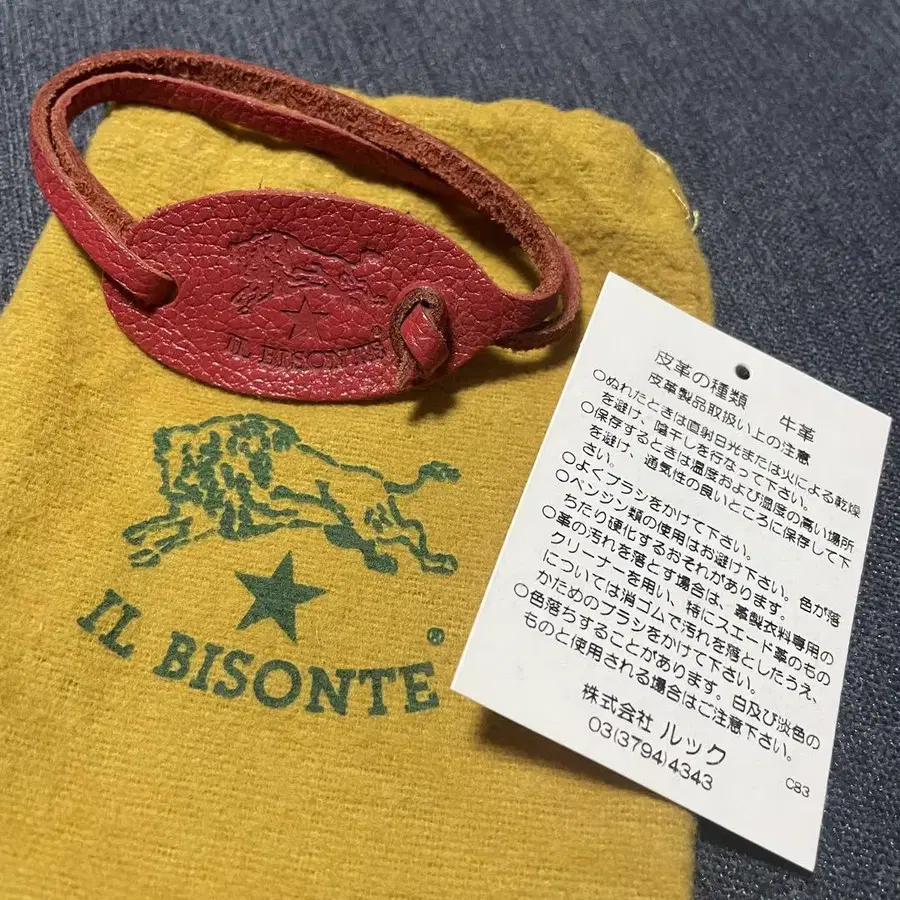 IL BISONTE®
IL BISONTE®
皮革の種類 牛革
皮革製品取扱い上の注意
○ぬれたときは直射日光または火による乾燥
を避け、陰干しを行なって下さい。
○保存するときは温度および湿度の高い場所
を避け、通気性の良いところに保存して下さい。
○よくブラシをかけて下さい。
○ベンジン類の使用はお避け下さい。色が落
ちたり硬化するおそれがあります。
○革の汚れを落とす場合は、革製衣料専用の
クリーナーを用い、特にスエード革のもの
については消ゴムで汚れを落としたうえ、
かためのブラシをかけて下さい。
○色落ちすることがあります。白及び淡色の
ものと使用される場合はご注意下さい。
株式会社 ルック
03(3794)4343
C83